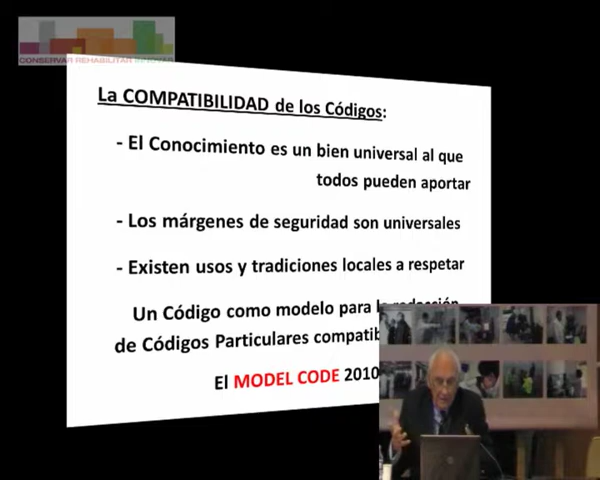 CONSERVAR REHABILITAR
La COMPATIBILIDAD de los Códigos:
- El Conocimiento es un bien universal al que
todos pueden aportar
- Los márgenes de seguridad son universales
- Existen usos y tradiciones locales a respetar
Un Código como modelo para
de Códigos Particulares
El MODEL CODE 2010